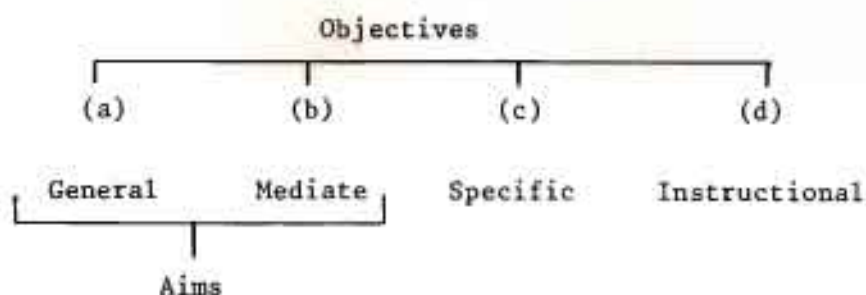 Objectives
(a) (b) (c) (d)
General Mediate Specific Instructional
Aims